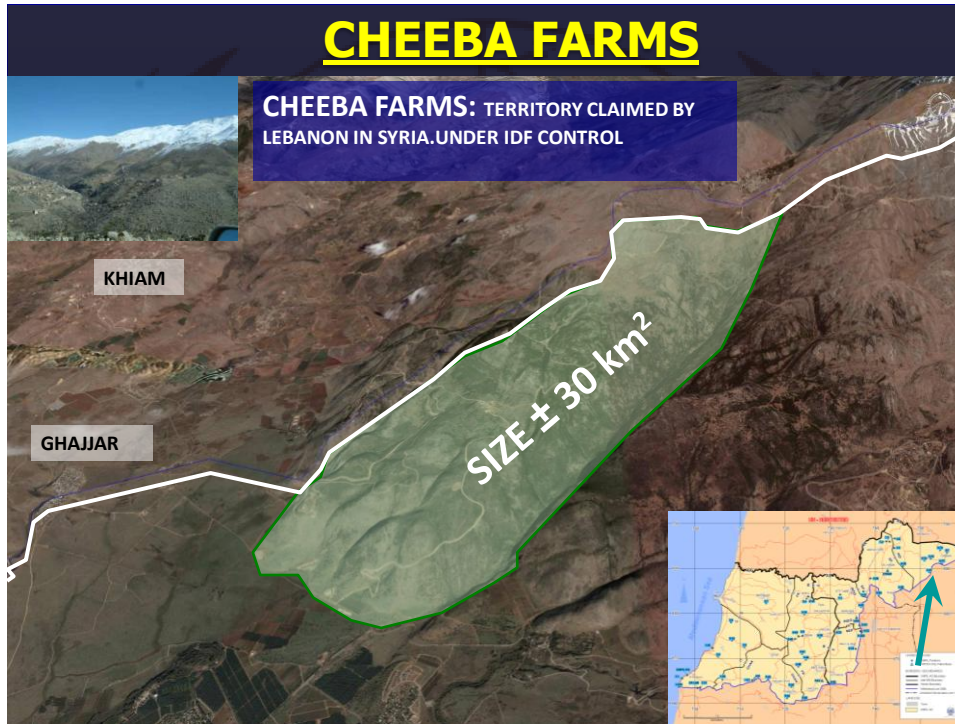 CHEEBA FARMS
CHEEBA FARMS: TERRITORY CLAIMED BY
LEBANON IN SYRIA.UNDER IDF CONTROL
KHIAM
SIZE ± 30 km²
GHAJJAR